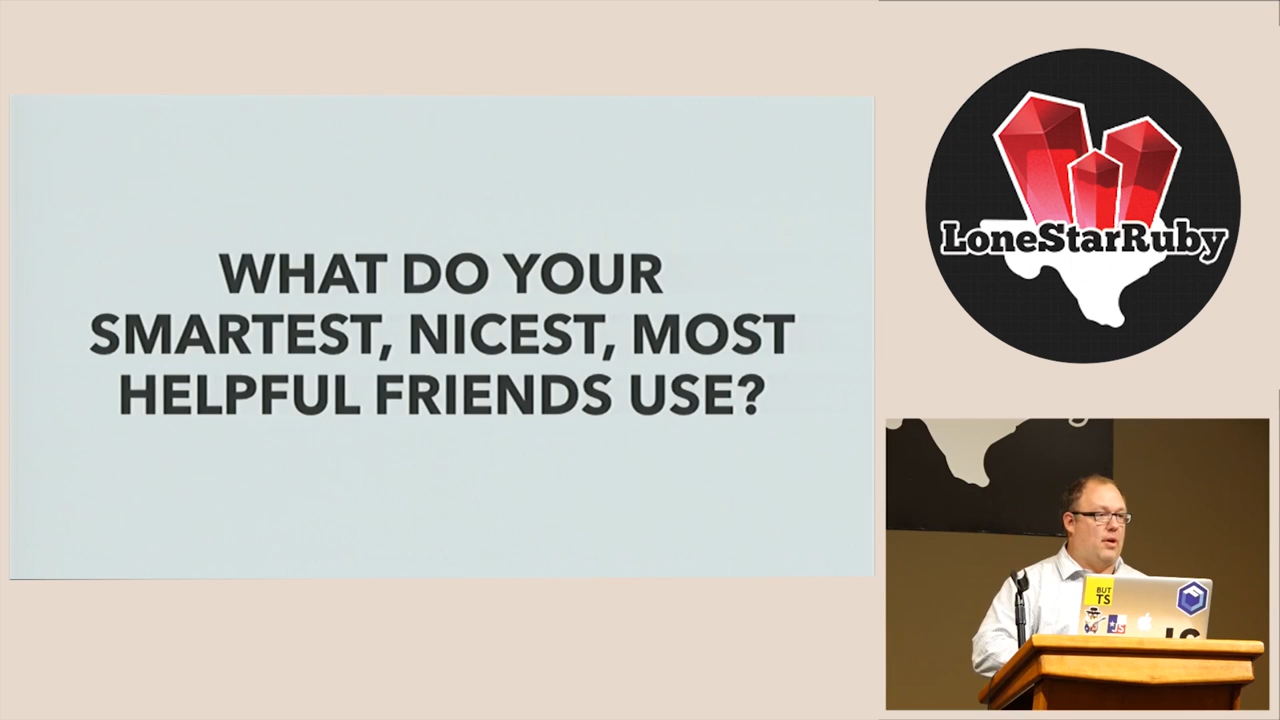 WHAT DO YOUR
SMARTEST, NICEST, MOST
HELPFUL FRIENDS USE?
LoneStarRuby
BUT
TS
JS